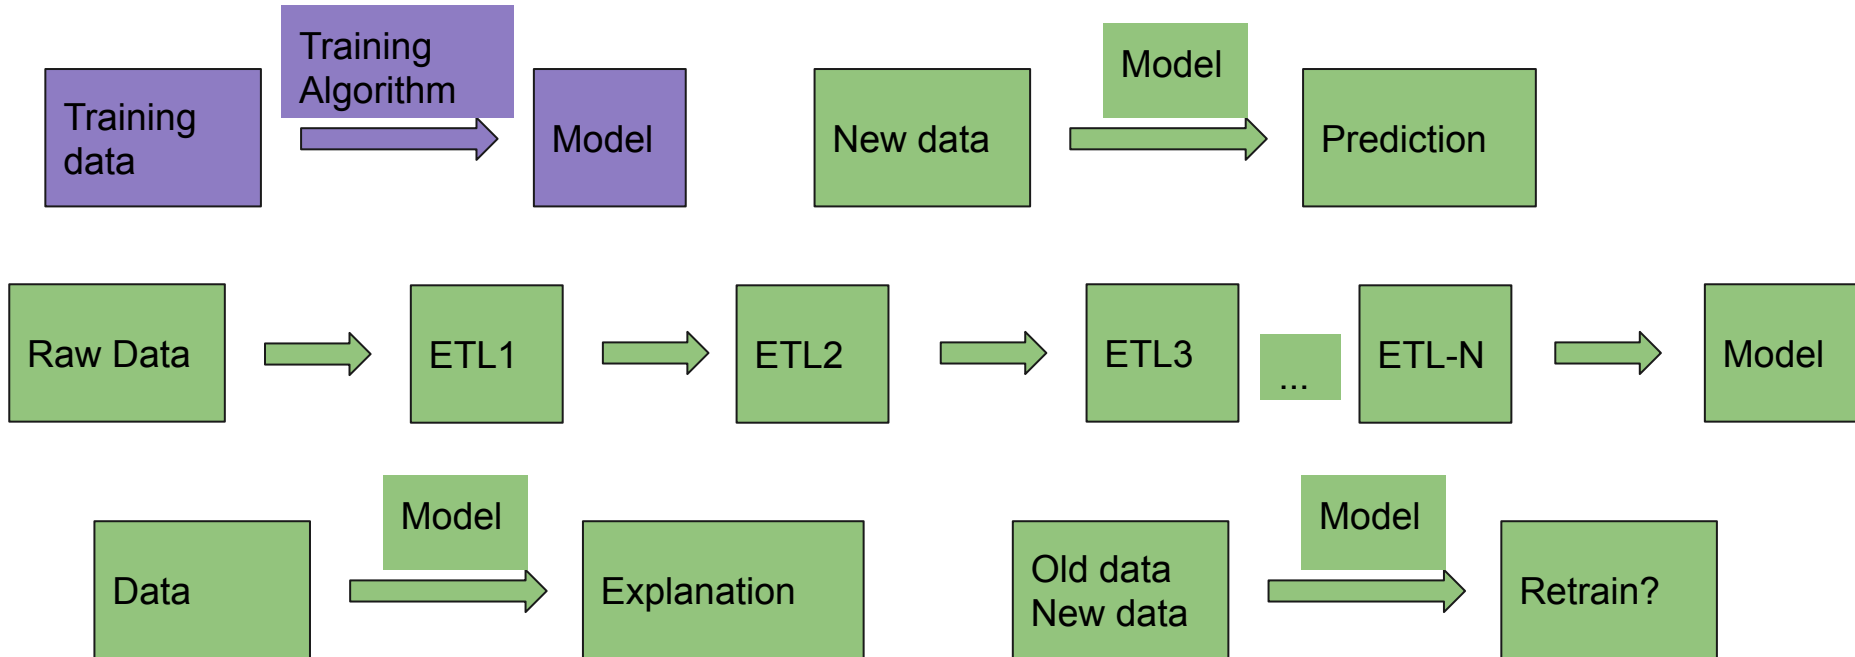 Training
data
Training
Algorithm
Model
New data
Model
Prediction
Raw Data
ETL1
ETL2
ETL3
...
ETL-N
Model
Data
Model
Explanation
Old data
New data
Model
Retrain?